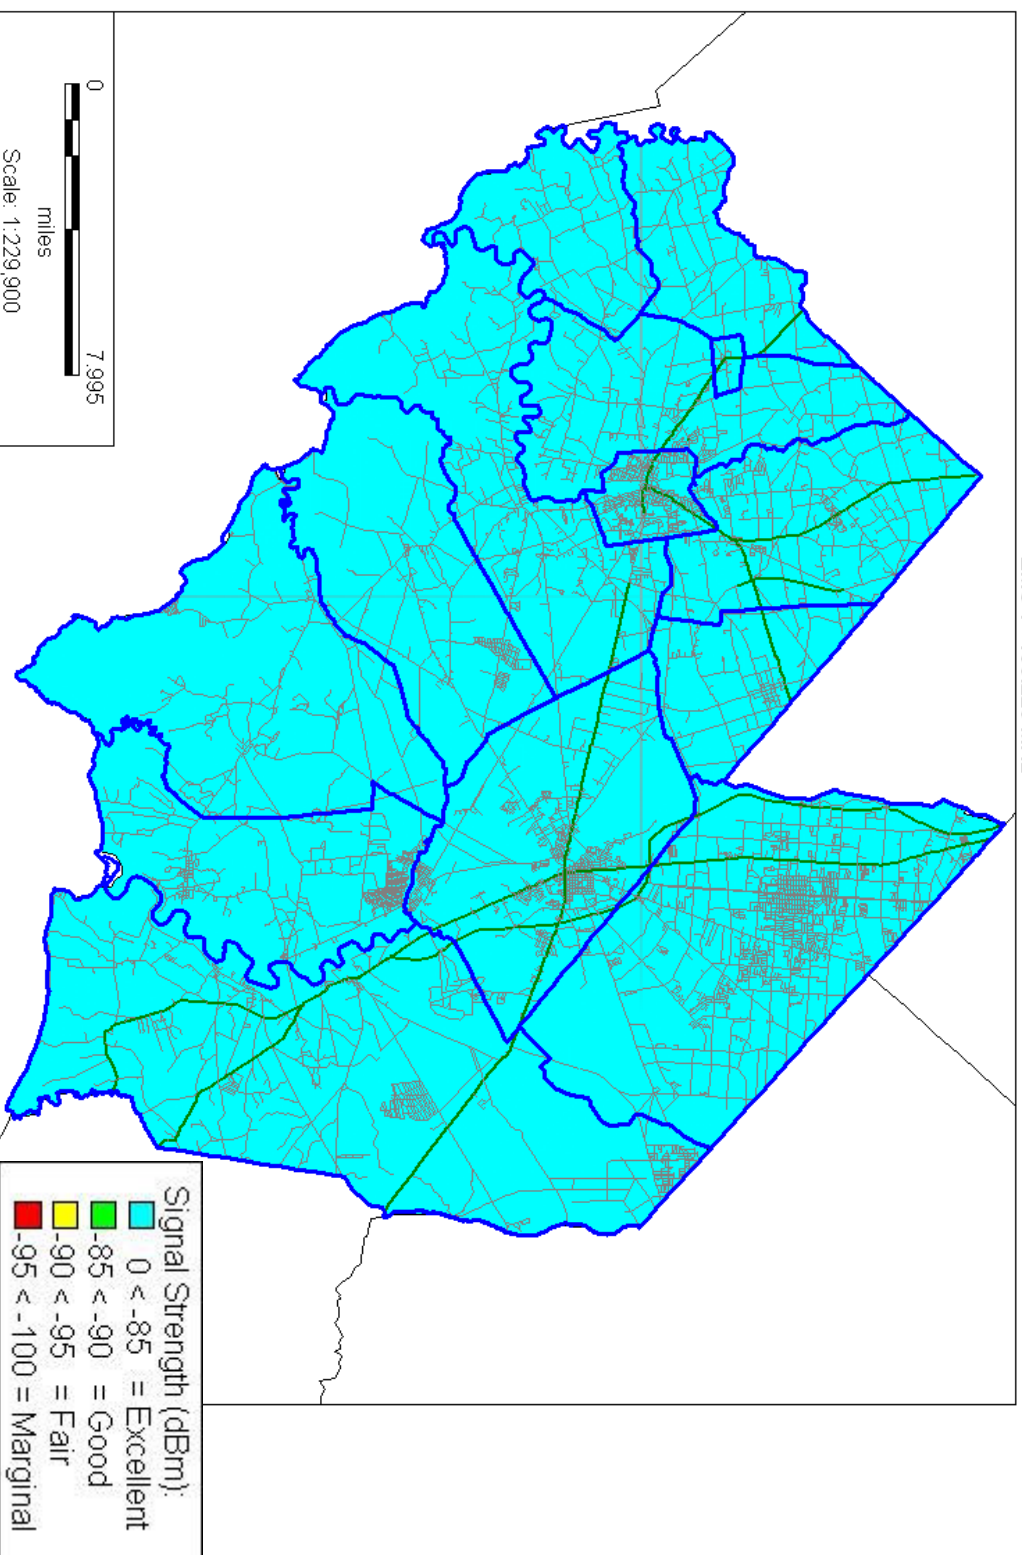 0 7.995
miles
Scale: 1:229,900
Signal Strength (dBm):
0 < -85 = Excellent
-85 < -90 = Good
-90 < -95 = Fair
-95 < -100 = Marginal